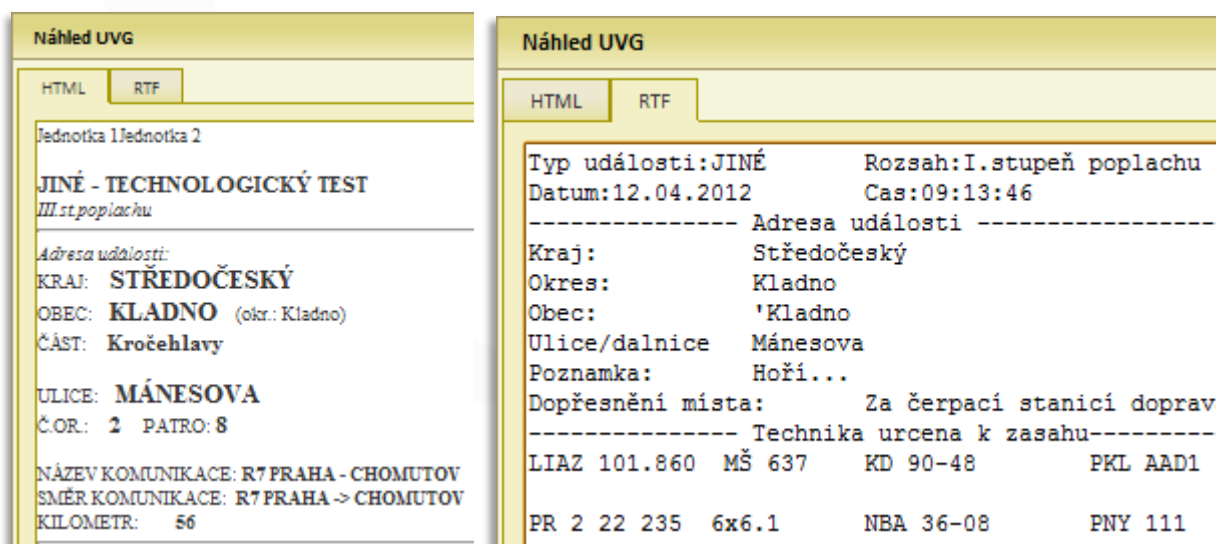 Náhled UVG
HTML RTF
Jednotka 1Jednotka 2
JINÉ - TECHNOLOGICKÝ TEST
III.st.poplachu
Adresa události:
KRAJ: STŘEDOČESKÝ
OBEC: KLADNO (okr.: Kladno)
ČÁST: Kročehlavy
ULICE: MÁNESOVA
Č.OR.: 2 PATRO: 8
NÁZEV KOMUNIKACE: R7 PRAHA - CHOMUTOV
SMĚR KOMUNIKACE: R7 PRAHA -> CHOMUTOV
KILOMETR: 56
Náhled UVG
HTML RTF
Typ události:JINÉ Rozsah:I.stupeň poplachu
Datum:12.04.2012 Cas:09:13:46
--------------- Adresa události -----------------
Kraj: Středočeský
Okres: Kladno
Obec: 'Kladno
Ulice/dalnice Mánesova
Poznamka: Hoří...
Dopřesnění místa: Za čerpací stanicí doprav
--------------- Technika urcena k zasahu---------
LIAZ 101.860 MŠ 637 KD 90-48 PKL AAD1
PR 2 22 235 6x6.1 NBA 36-08 PNY 111